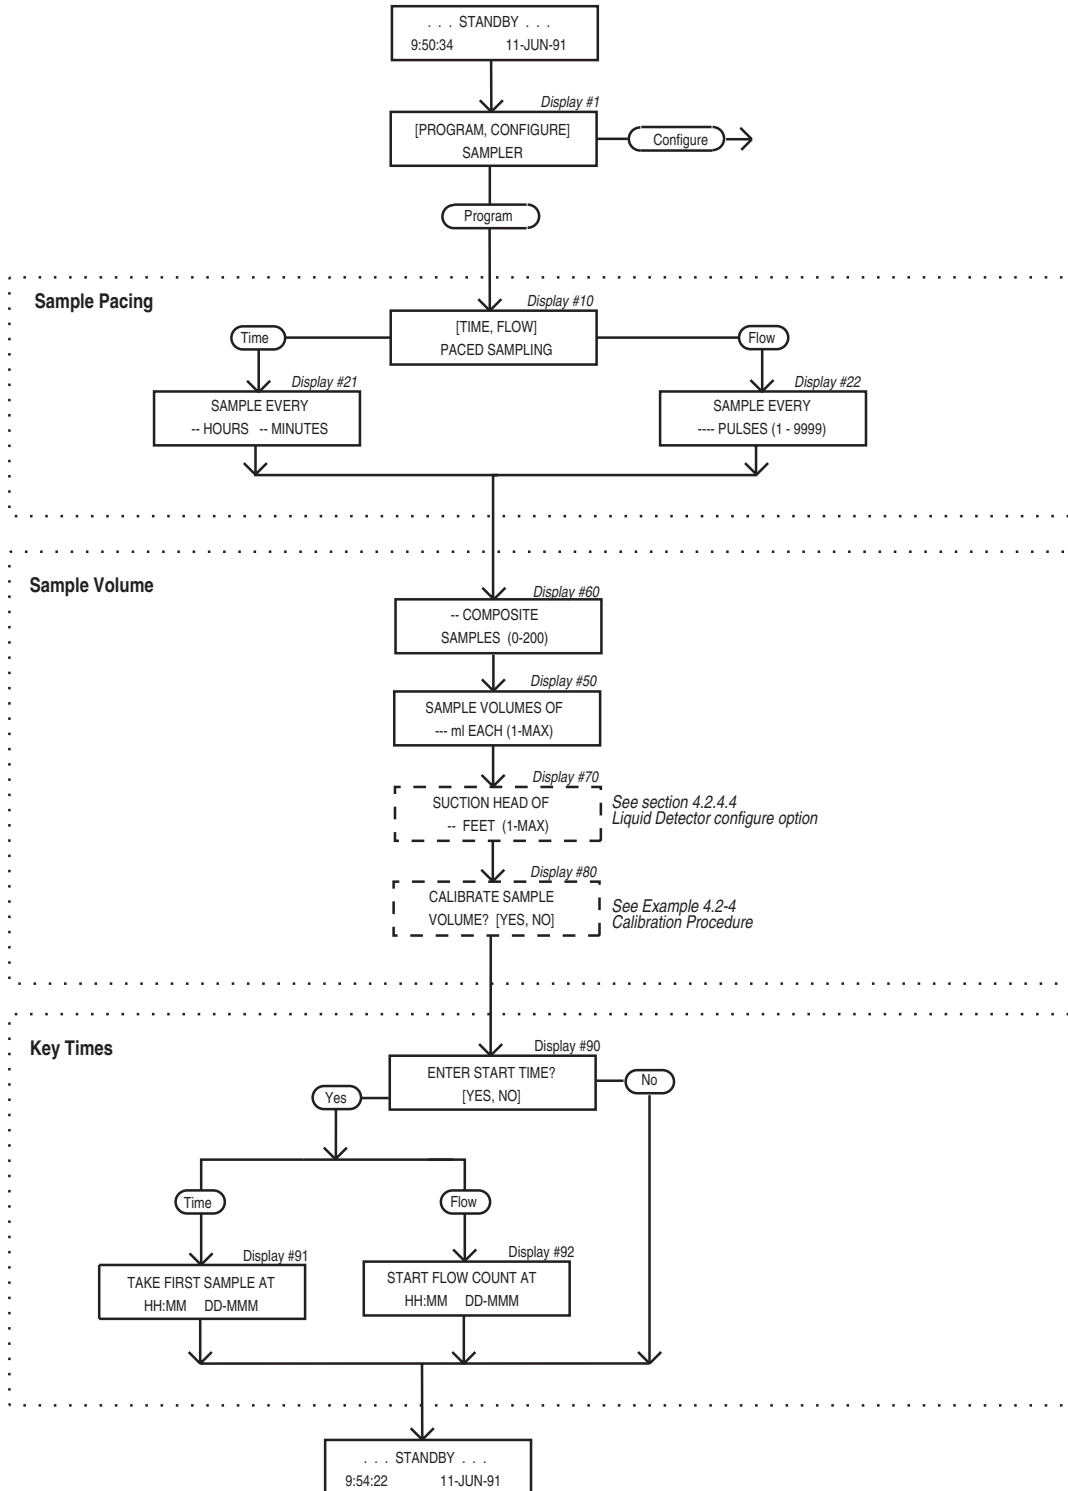 . . . STANDBY . . .
9:50:34 11-JUN-91
Display #1
[PROGRAM, CONFIGURE]
SAMPLER
Configure
Program
Sample Pacing
Display #10
[TIME, FLOW]
PACED SAMPLING
Time
Flow
Display #21
SAMPLE EVERY
-- HOURS -- MINUTES
Display #22
SAMPLE EVERY
---- PULSES (1 - 9999)
Sample Volume
Display #60
-- COMPOSITE
SAMPLES (0-200)
Display #50
SAMPLE VOLUMES OF
--- ml EACH (1-MAX)
Display #70
SUCTION HEAD OF
-- FEET (1-MAX)
See section 4.2.4.4
Liquid Detector configure option
Display #80
CALIBRATE SAMPLE
VOLUME? [YES, NO]
See Example 4.2-4
Calibration Procedure
Key Times
Display #90
ENTER START TIME?
[YES, NO]
Yes
No
Time
Flow
Display #91
TAKE FIRST SAMPLE AT
HH:MM DD-MMM
Display #92
START FLOW COUNT AT
HH:MM DD-MMM
. . . STANDBY . . .
9:54:22 11-JUN-91